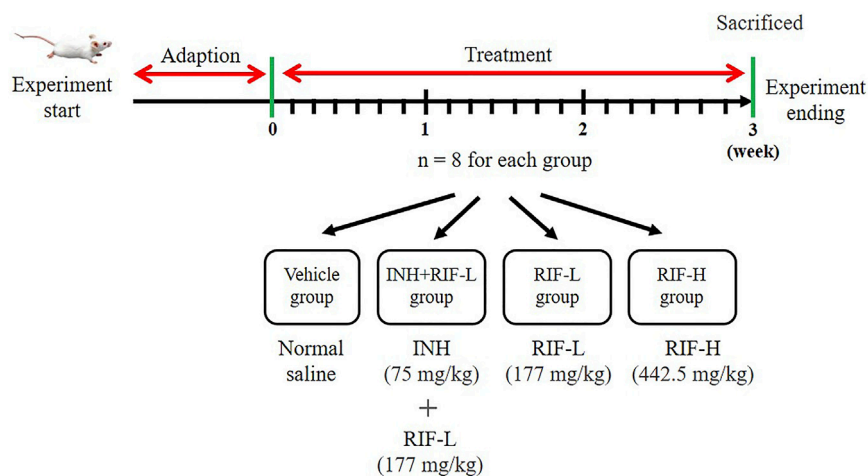 Sacrificed
Adaption
Treatment
Experiment
start
Experiment
ending
0
1
2
3
(week)
n = 8 for each group
Vehicle
group
INH+RIF-L
group
RIF-L
group
RIF-H
group
Normal
saline
INH
(75 mg/kg)
+
RIF-L
(177 mg/kg)
RIF-L
(177 mg/kg)
RIF-H
(442.5 mg/kg)